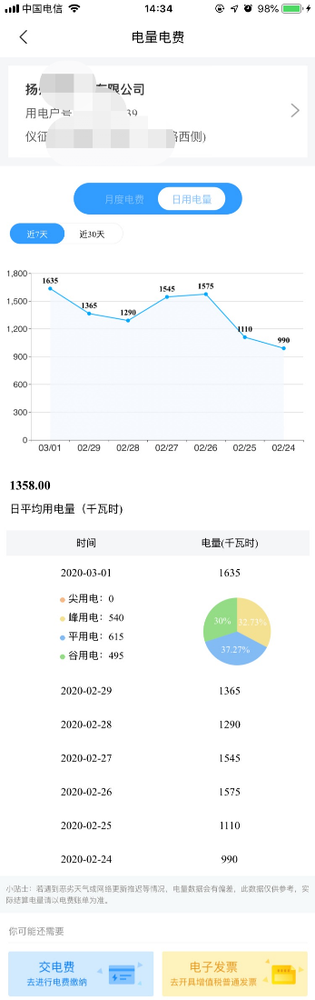 中国电信 14:34 98%
电量电费
扬 有限公司
用电户号 39
仪征 路西侧)
月度电费 日用电量
近7天 近30天
1,800
1,500
1,200
900
600
300
0
1635 1365 1290 1545 1575 1110 990
03/01 02/29 02/28 02/27 02/26 02/25 02/24
1358.00
日平均用电量（千瓦时）
时间 电量(千瓦时)
2020-03-01 1635
尖用电：0
峰用电：540
平用电：615
谷用电：495
30% 32.73%
37.27%
2020-02-29 1365
2020-02-28 1290
2020-02-27 1545
2020-02-26 1575
2020-02-25 1110
2020-02-24 990
小贴士：若遇到恶劣天气或网络更新推迟等情况，电量数据会有偏差，此数据仅供参考，实
际结算电量请以电费账单为准。
你可能还需要
交电费 电子发票
去进行电费缴纳 去开具增值税普通发票